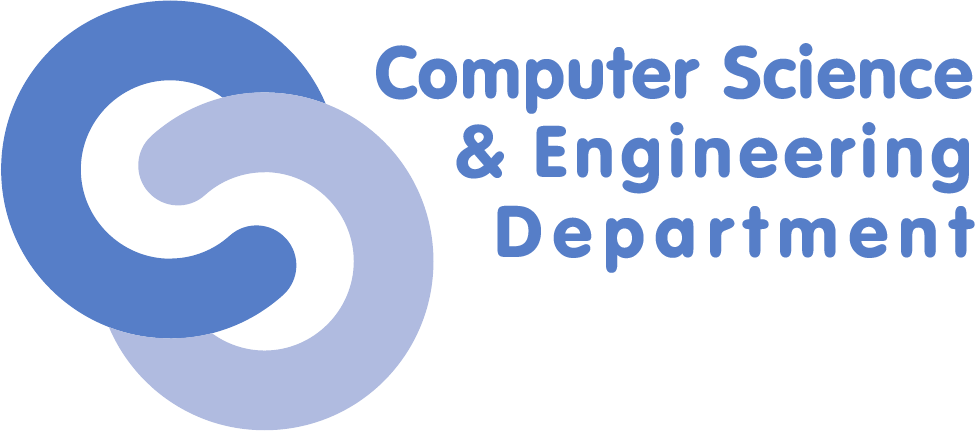 Computer Science
& Engineering
Department